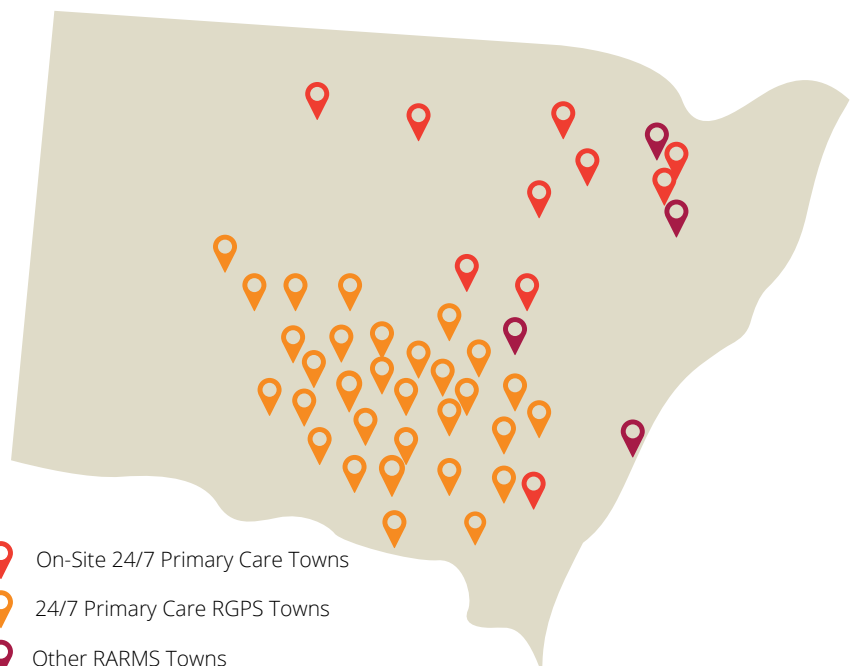 On-Site 24/7 Primary Care Towns
24/7 Primary Care RGPS Towns
Other RARMS Towns